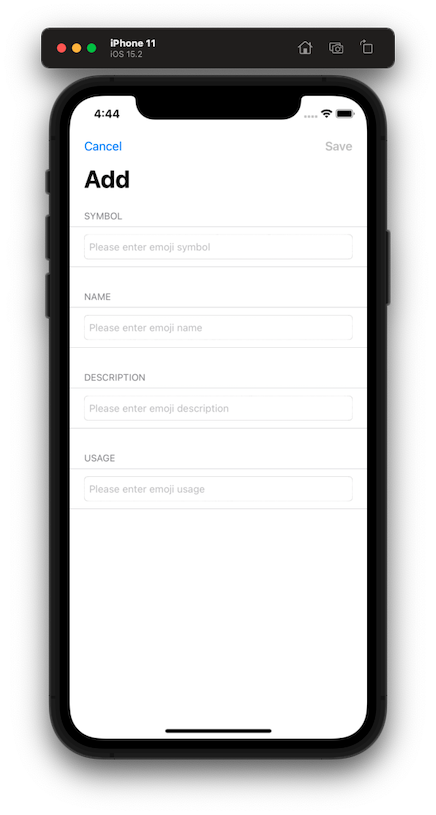 iPhone 11
iOS 15.2
4:44
Cancel Save
Add
SYMBOL
Please enter emoji symbol
NAME
Please enter emoji name
DESCRIPTION
Please enter emoji description
USAGE
Please enter emoji usage